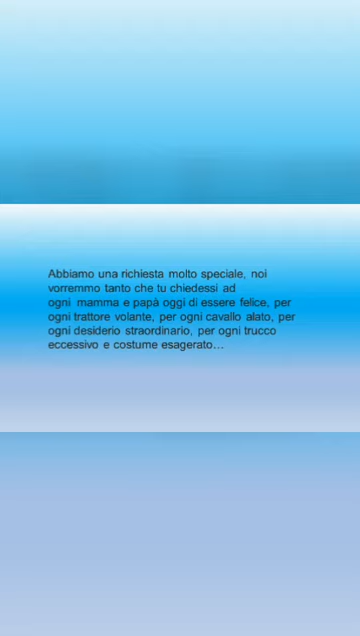 Abbiamo una richiesta molto speciale, noi
vorremmo tanto che tu chiedessi ad
ogni mamma e papà oggi di essere felice, per
ogni trattore volante, per ogni cavallo alato, per
ogni desiderio straordinario, per ogni trucco
eccessivo e costume esagerato…